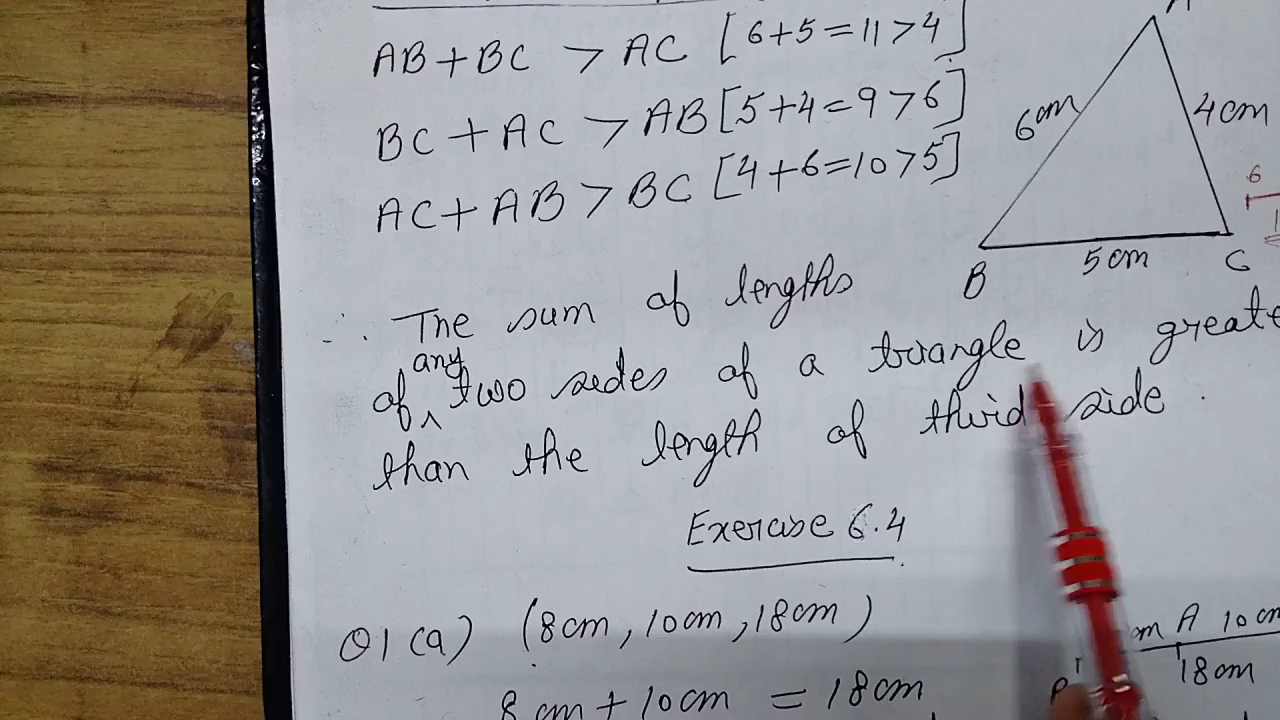 AB + BC > AC [6+5=11>4]
BC + AC > AB [5+4=9>6]
AC + AB > BC [4+6=10>5]
6cm
4cm
5cm
B
C
6
∴ The sum of lengths
of any two sides of a triangle is greate
than the length of third side.
Exercise 6.4
Q1 (a) (8cm, 10cm, 18cm)
8cm + 10cm = 18cm
m A 10cm
18cm